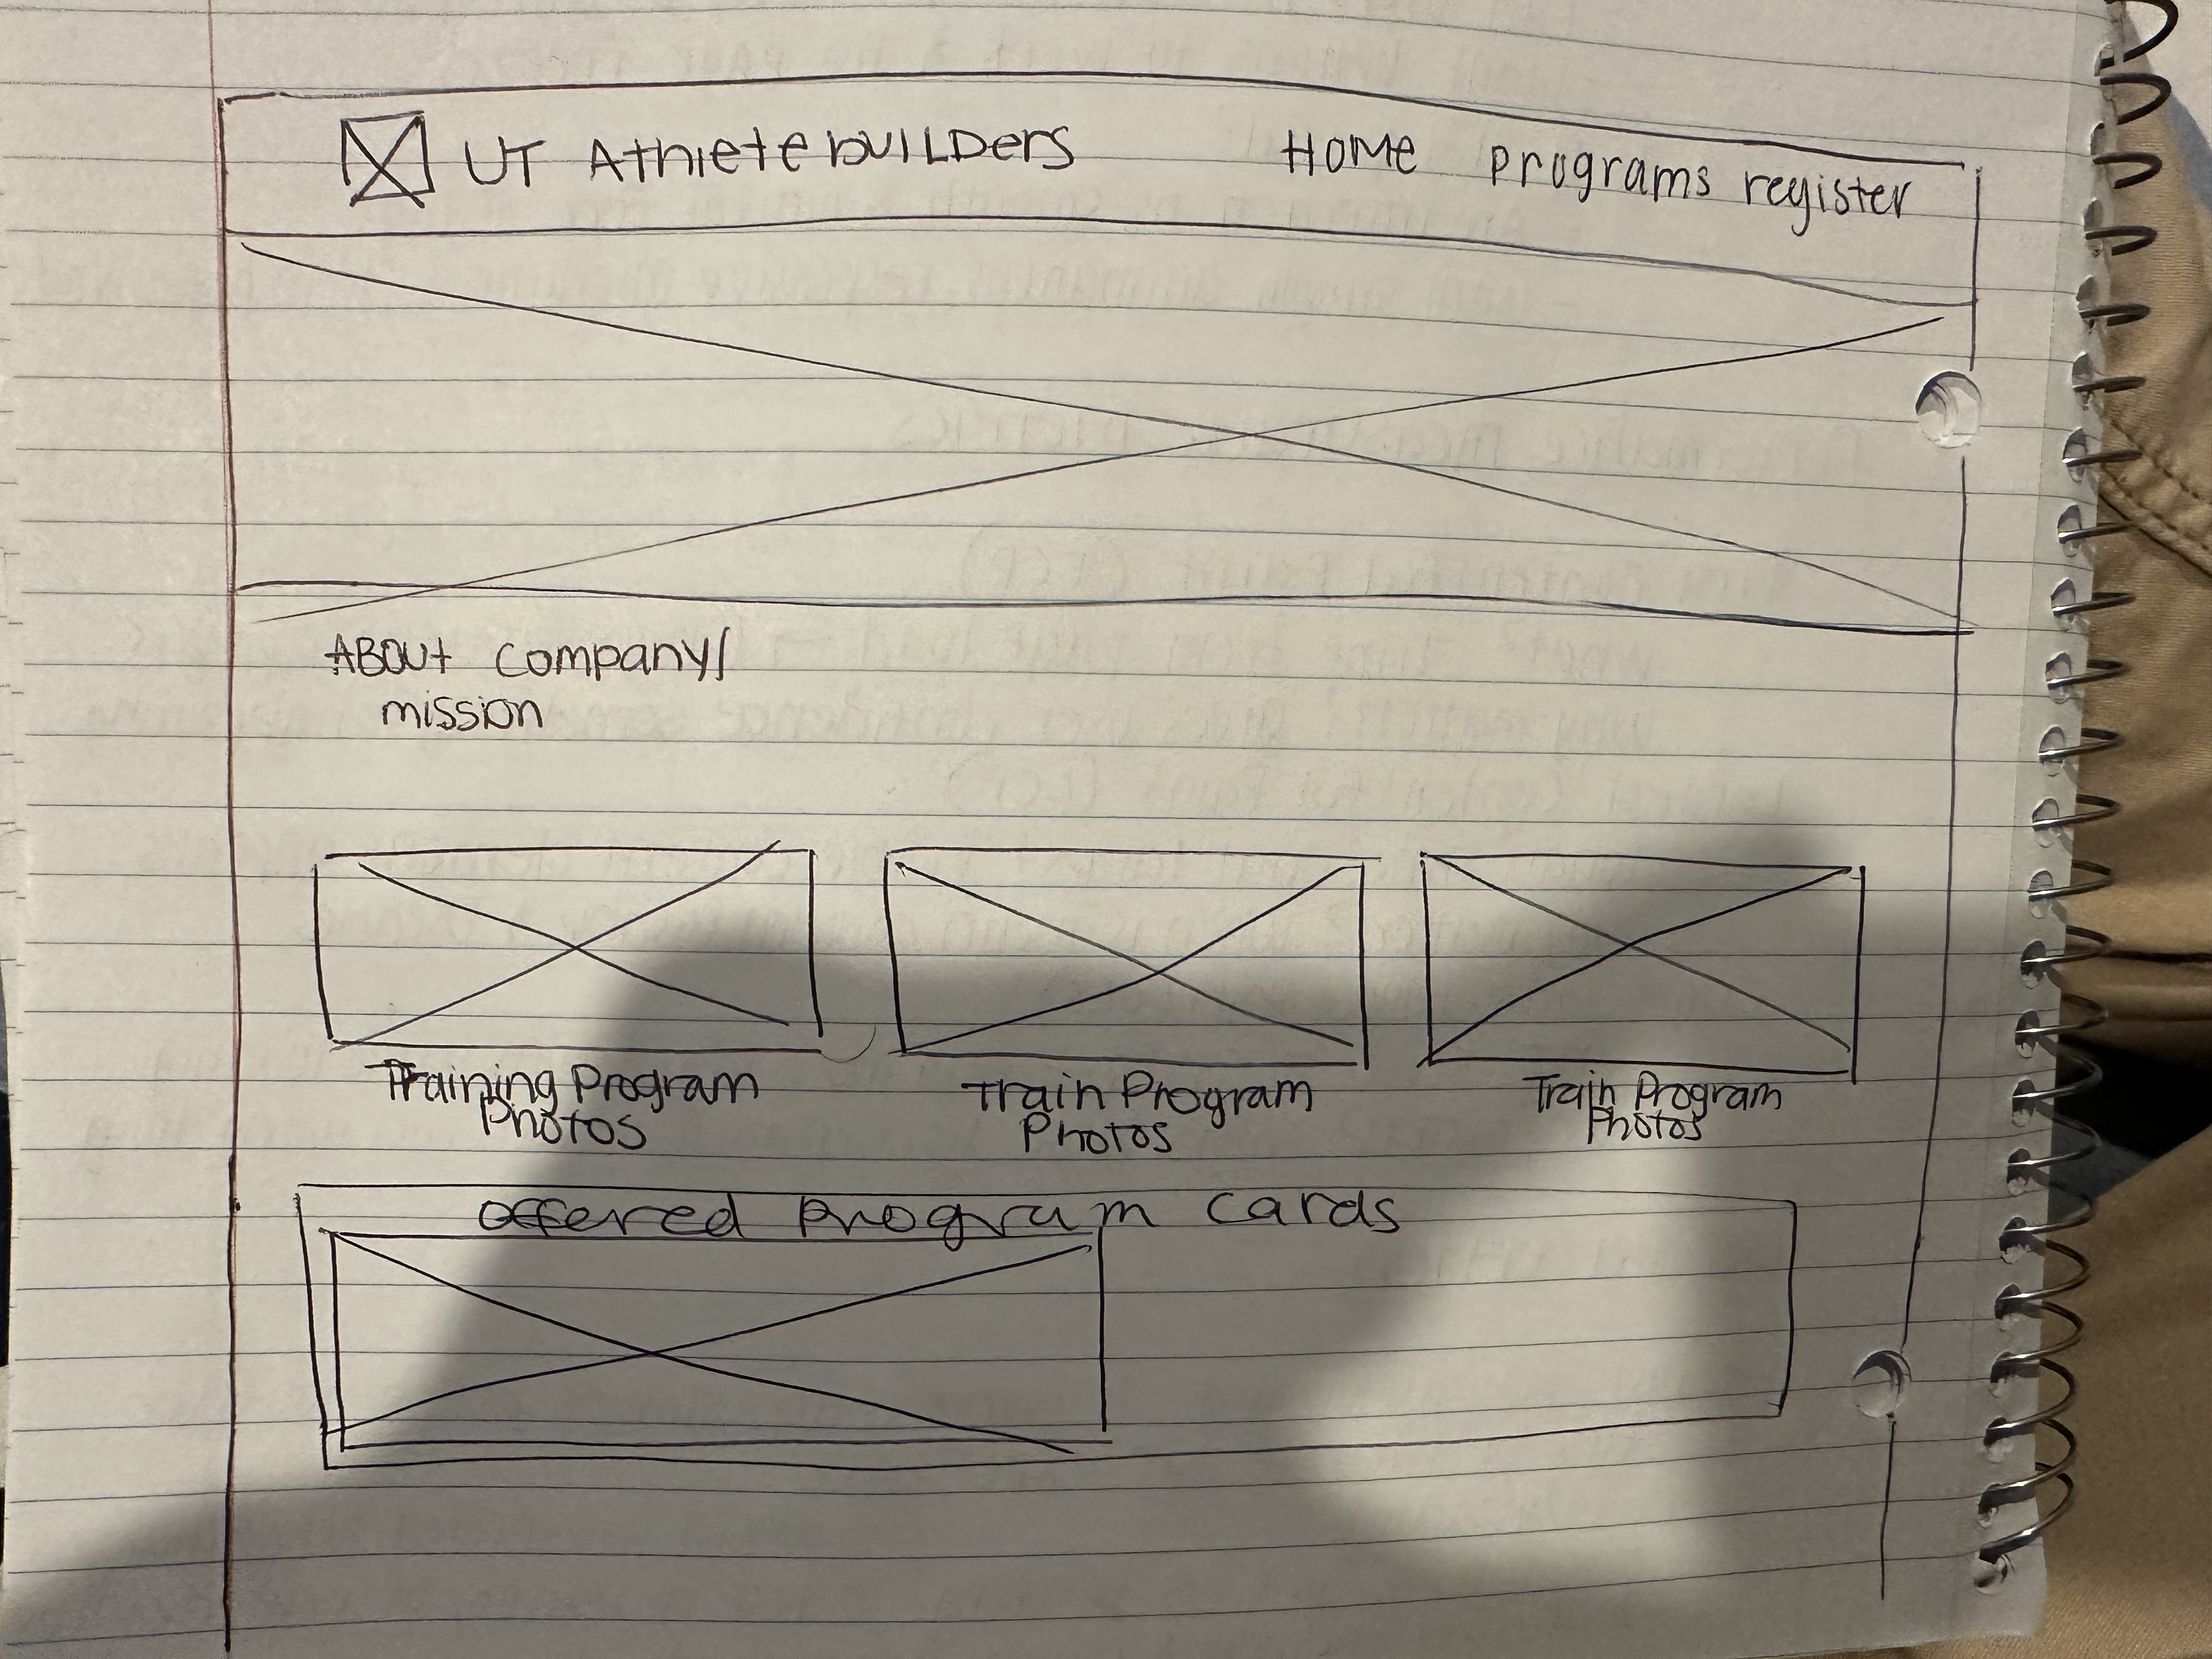 UT Athlete BUILDers
Home programs register
ABOUT company/
mission
Training Program
photos
Train Program
photos
Train Program
photos
offered program cards